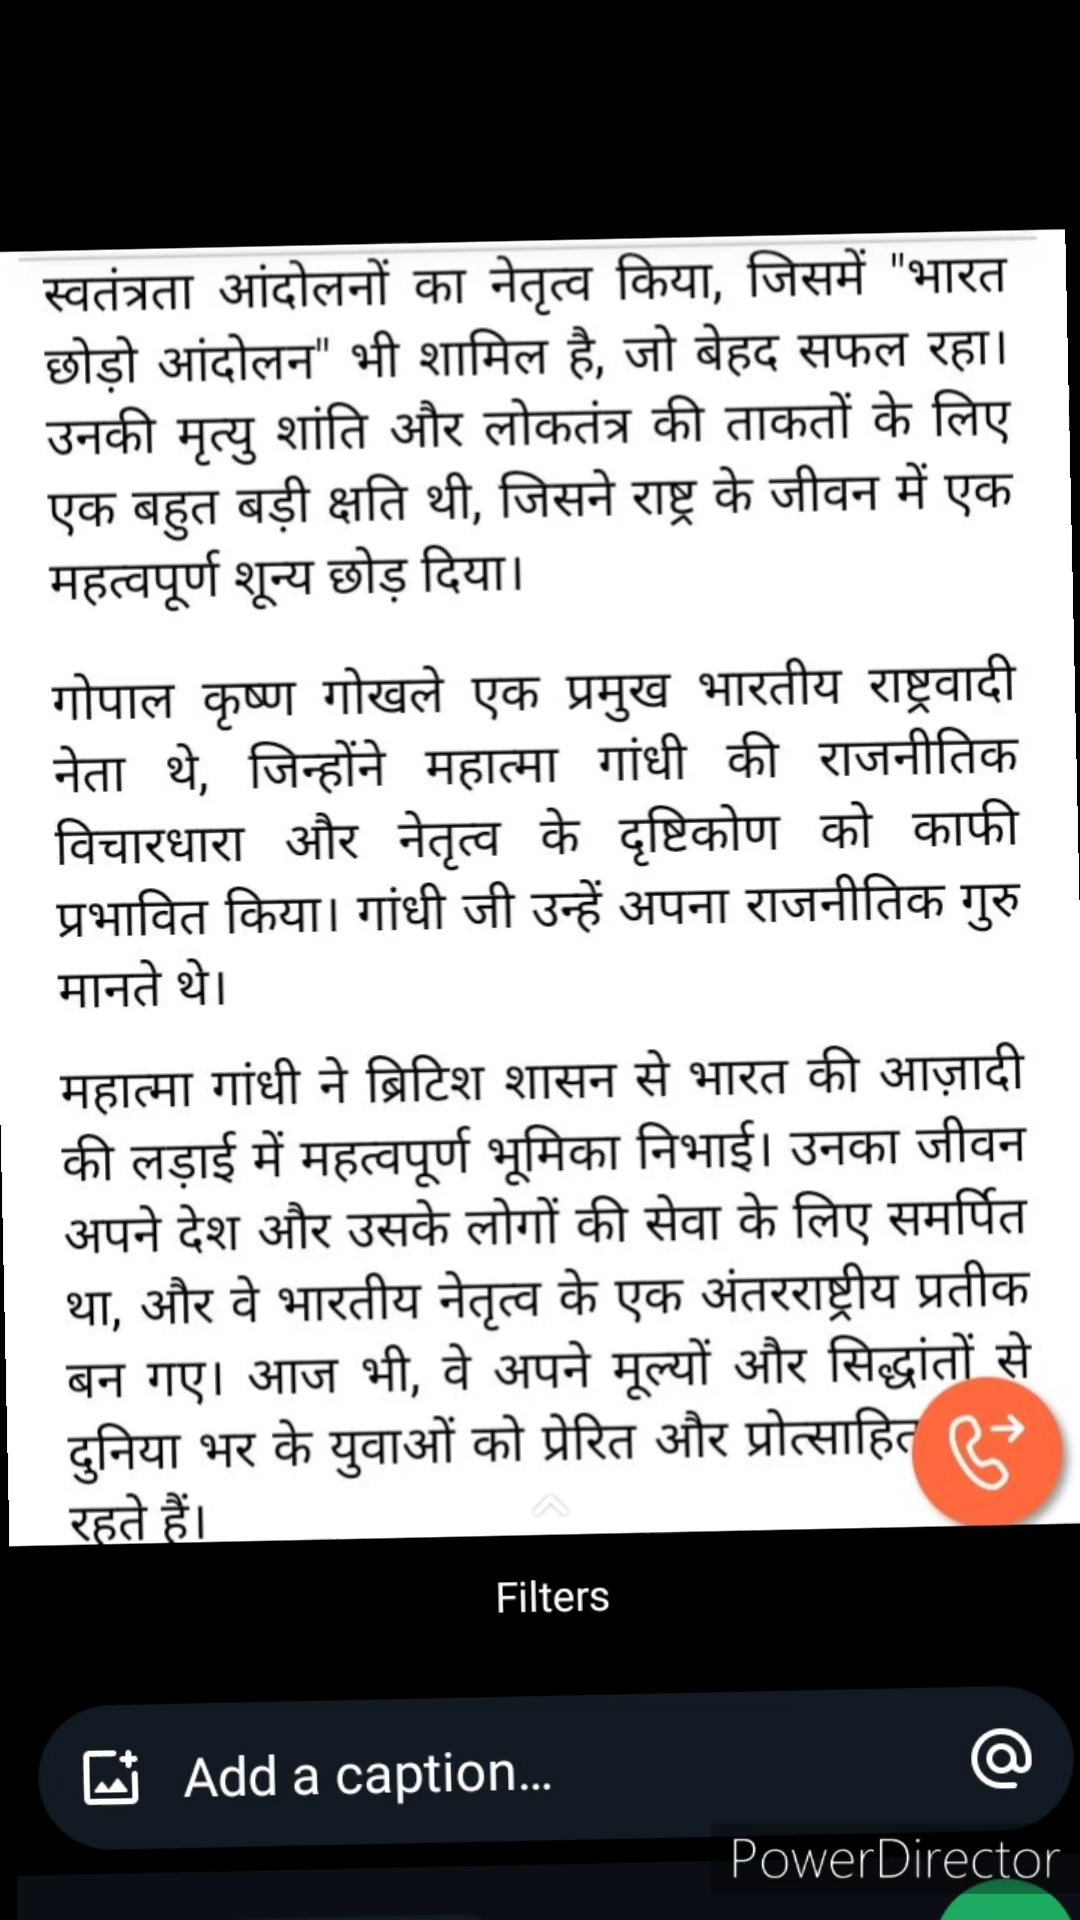 स्वतंत्रता आंदोलनों का नेतृत्व किया, जिसमें "भारत
छोड़ो आंदोलन" भी शामिल है, जो बेहद सफल रहा।
उनकी मृत्यु शांति और लोकतंत्र की ताकतों के लिए
एक बहुत बड़ी क्षति थी, जिसने राष्ट्र के जीवन में एक
महत्वपूर्ण शून्य छोड़ दिया।
गोपाल कृष्ण गोखले एक प्रमुख भारतीय राष्ट्रवादी
नेता थे, जिन्होंने महात्मा गांधी की राजनीतिक
विचारधारा और नेतृत्व के दृष्टिकोण को काफी
प्रभावित किया। गांधी जी उन्हें अपना राजनीतिक गुरु
मानते थे।
महात्मा गांधी ने ब्रिटिश शासन से भारत की आज़ादी
की लड़ाई में महत्वपूर्ण भूमिका निभाई। उनका जीवन
अपने देश और उसके लोगों की सेवा के लिए समर्पित
था, और वे भारतीय नेतृत्व के एक अंतरराष्ट्रीय प्रतीक
बन गए। आज भी, वे अपने मूल्यों और सिद्धांतों से
दुनिया भर के युवाओं को प्रेरित और प्रोत्साहित
रहते हैं।
Filters
Add a caption...
PowerDirector